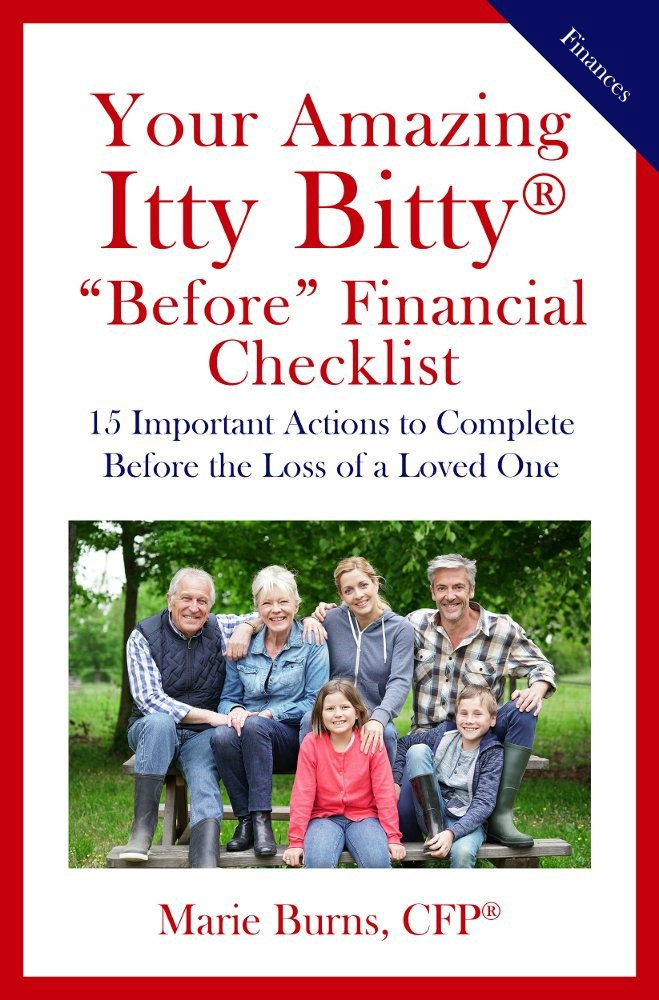 Finances
Your Amazing
Itty Bitty®
“Before” Financial
Checklist
15 Important Actions to Complete
Before the Loss of a Loved One
Marie Burns, CFP®